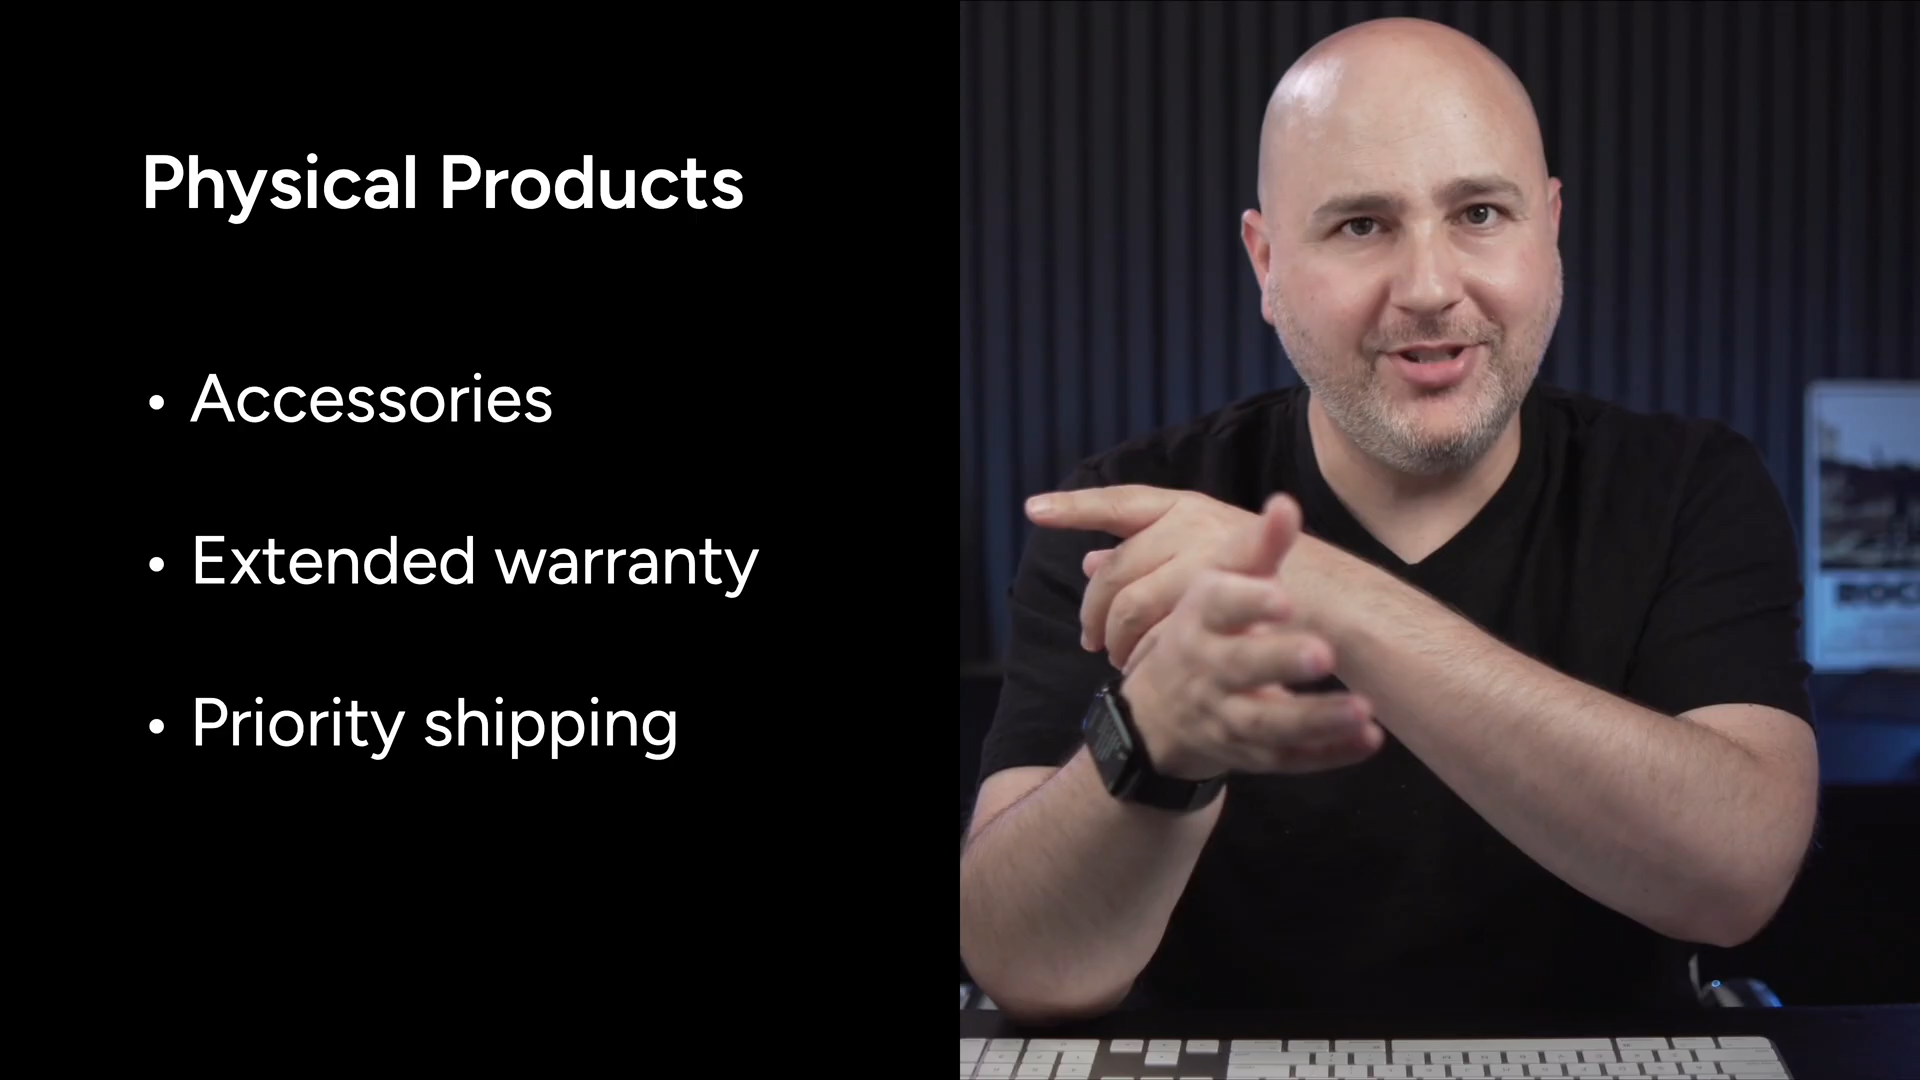 Physical Products
• Accessories
• Extended warranty
• Priority shipping